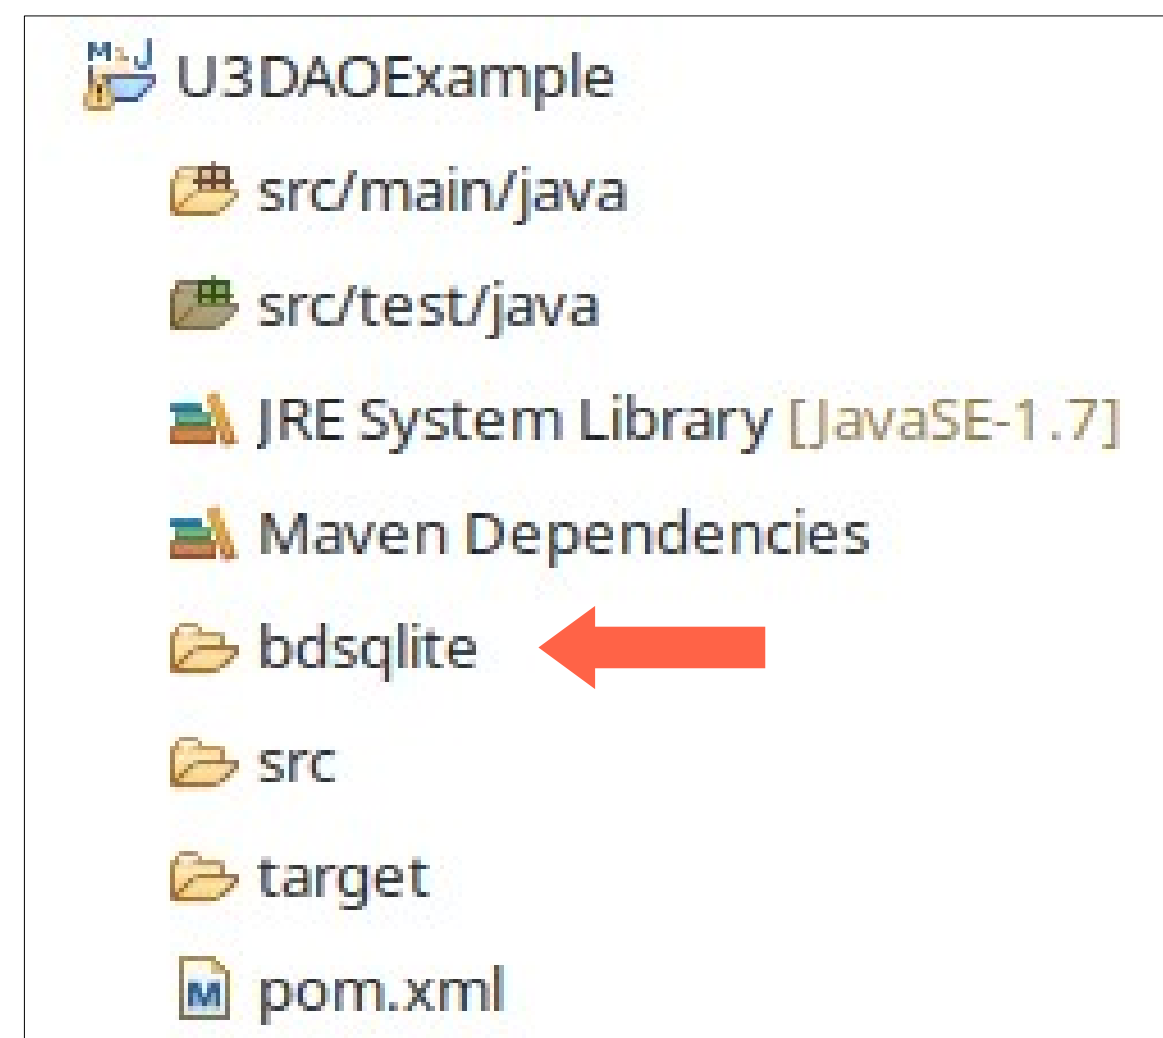 U3DAOExample
src/main/java
src/test/java
JRE System Library [JavaSE-1.7]
Maven Dependencies
bdsqlite
src
target
pom.xml